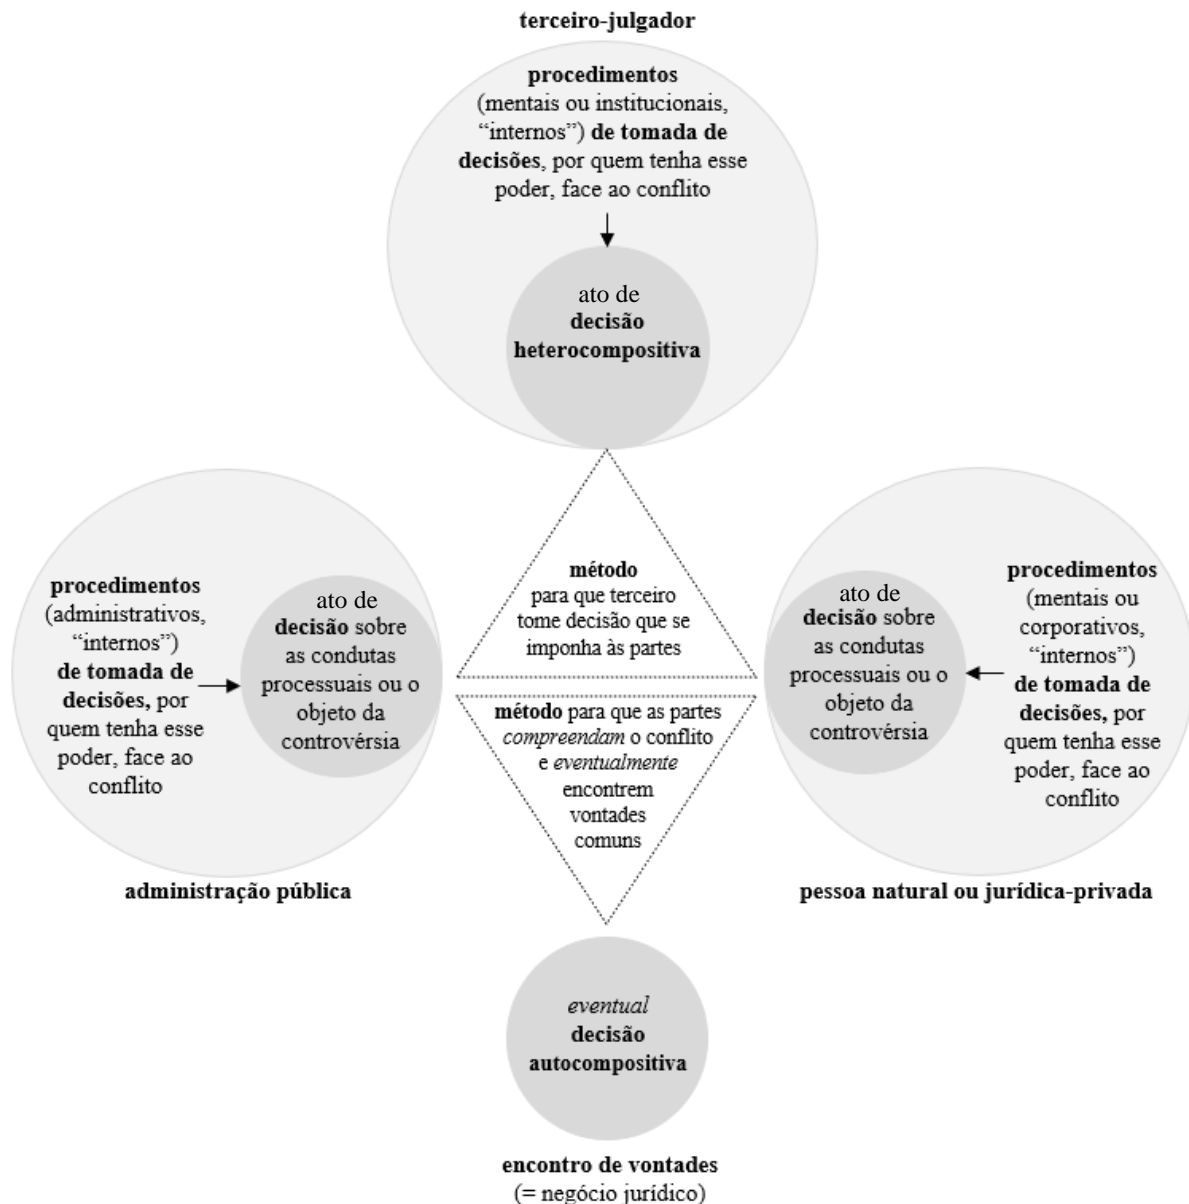 terceiro-julgador
procedimentos
(mentais ou institucionais,
“internos”) de tomada de
decisões, por quem tenha esse
poder, face ao conflito
ato de
decisão
heterocompositiva
método
para que terceiro
tome decisão que se
imponha às partes
procedimentos
(administrativos,
“internos”)
de tomada de
decisões, por
quem tenha esse
poder, face ao
conflito
ato de
decisão sobre
as condutas
processuais ou o
objeto da
controvérsia
administração pública
método para que as partes
compreendam o conflito
e eventualmente
encontrem
vontades
comuns
ato de
decisão sobre
as condutas
processuais ou o
objeto da
controvérsia
procedimentos
(mentais ou
corporativos,
“internos”)
de tomada de
decisões, por
quem tenha esse
poder, face ao
conflito
pessoa natural ou jurídica-privada
eventual
decisão
autocompositiva
encontro de vontades
(= negócio jurídico)